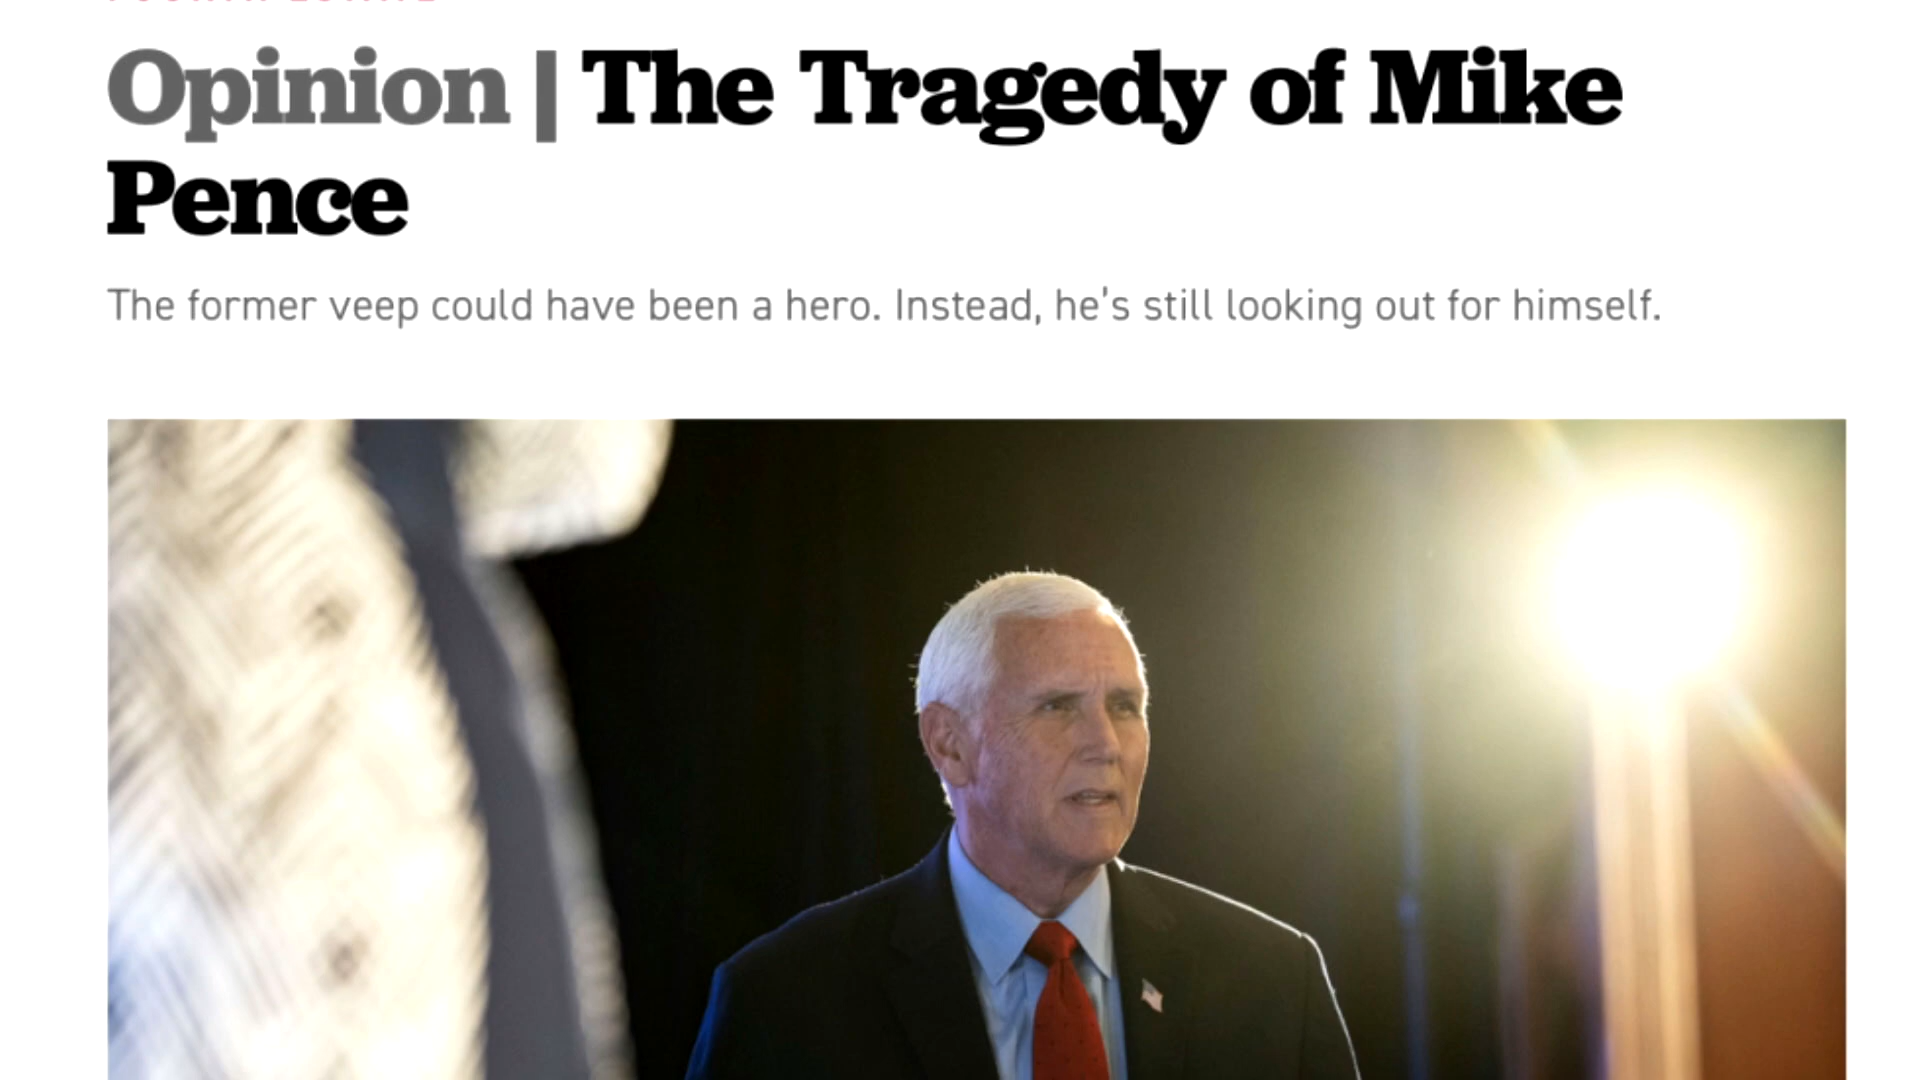 Opinion | The Tragedy of Mike
Pence
The former veep could have been a hero. Instead, he's still looking out for himself.